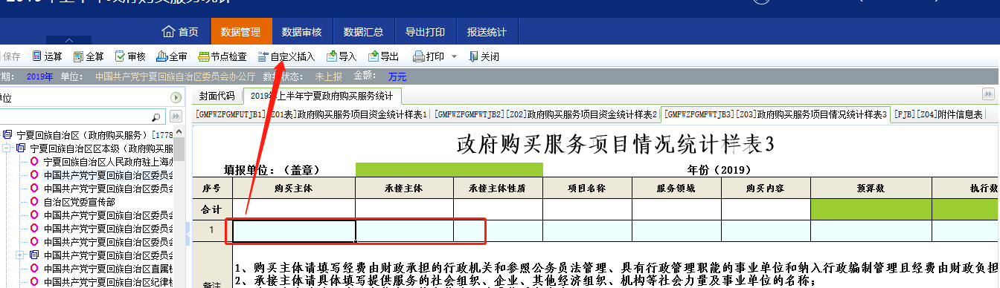 2019年上半年政府购买服务统计
首页 数据管理 数据审核 数据汇总 导出打印 报送统计
保存 运算 全算 审核 全审 节点检查 自定义插入 导入 导出 打印 关闭
期: 2019年 单位: 中国共产党宁夏回族自治区委员会办公厅 数据状态: 未上报 金额: 万元
单位
封面代码 2019年上半年宁夏政府购买服务统计
[GMFWZFGMFUTJB1][Z01表]政府购买服务项目资金统计样表1 [GMFWZFGMFWTJB2][Z02]政府购买服务项目资金统计样表2 [GMFWZFGMFWTJB3][Z03]政府购买服务项目情况统计样表3 [FJB][Z04]附件信息表
宁夏回族自治区（政府购买服务）[1778
宁夏回族自治区区本级（政府购买服
宁夏回族自治区人民政府驻上海办
中国共产党宁夏回族自治区委员会
中国共产党宁夏回族自治区委员会
自治区党委宣传部
中国共产党宁夏回族自治区委员会
中国共产党宁夏回族自治区委员会
中国共产党宁夏回族自治区委员会
中国共产党宁夏回族自治区委员会
中国共产党宁夏回族自治区直属机
中国共产党宁夏回族自治区纪律检
政府购买服务项目情况统计样表3
填报单位：（盖章） 年份（2019）
序号 购买主体 承接主体 承接主体性质 项目名称 服务领域 购买内容 预算数 执行数
合计
1
备注
1、购买主体请填写经费由财政承担的行政机关和参照公务员法管理、具有行政管理职能的事业单位和纳入行政编制管理且经费由财政负担
2、承接主体请具体填写提供服务的社会组织、企业、其他经济组织、机构等社会力量及事业单位的名称；